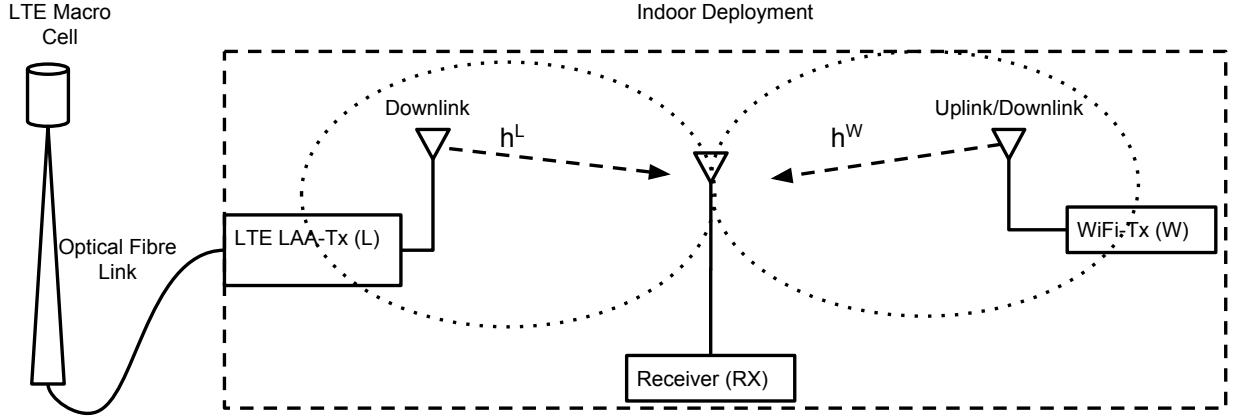 LTE Macro
Cell
Indoor Deployment
Downlink
Uplink/Downlink
h^L
h^W
Optical Fibre
Link
LTE LAA-Tx (L)
WiFi-Tx (W)
Receiver (RX)